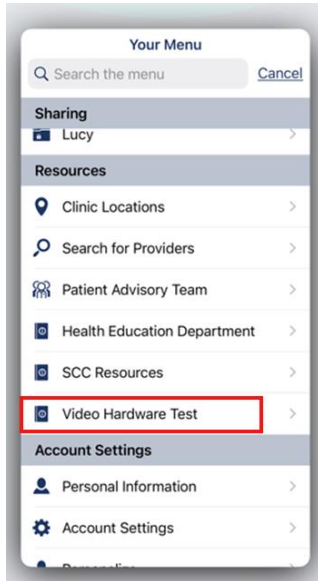 Your Menu
Search the menu
Cancel
Sharing
Lucy
Resources
Clinic Locations
Search for Providers
Patient Advisory Team
Health Education Department
SCC Resources
Video Hardware Test
Account Settings
Personal Information
Account Settings